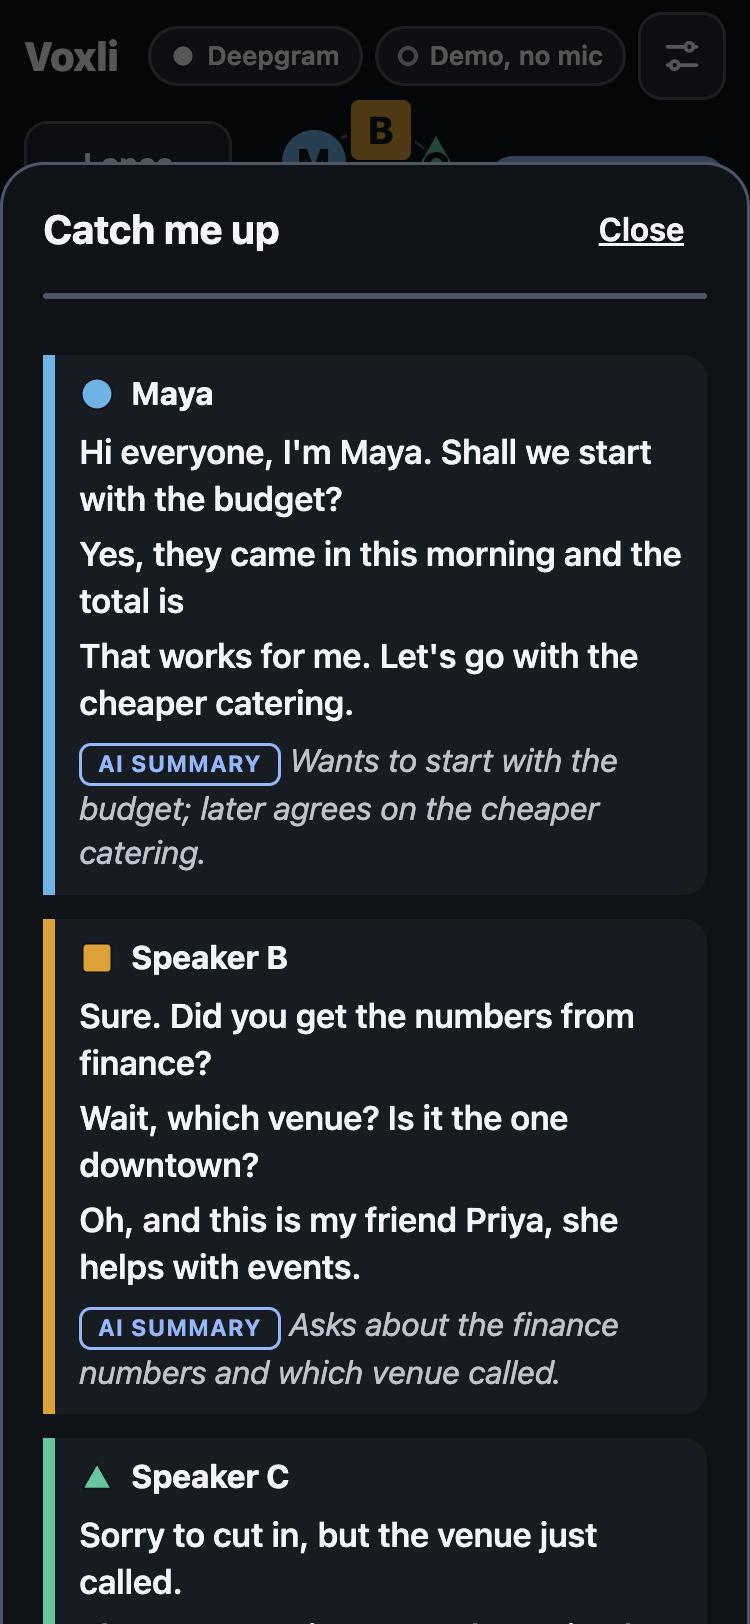 Voxli
Deepgram
Demo, no mic
B
Catch me up
Close
Maya
Hi everyone, I'm Maya. Shall we start
with the budget?
Yes, they came in this morning and the
total is
That works for me. Let's go with the
cheaper catering.
AI SUMMARY Wants to start with the
budget; later agrees on the cheaper
catering.
Speaker B
Sure. Did you get the numbers from
finance?
Wait, which venue? Is it the one
downtown?
Oh, and this is my friend Priya, she
helps with events.
AI SUMMARY Asks about the finance
numbers and which venue called.
Speaker C
Sorry to cut in, but the venue just
called.